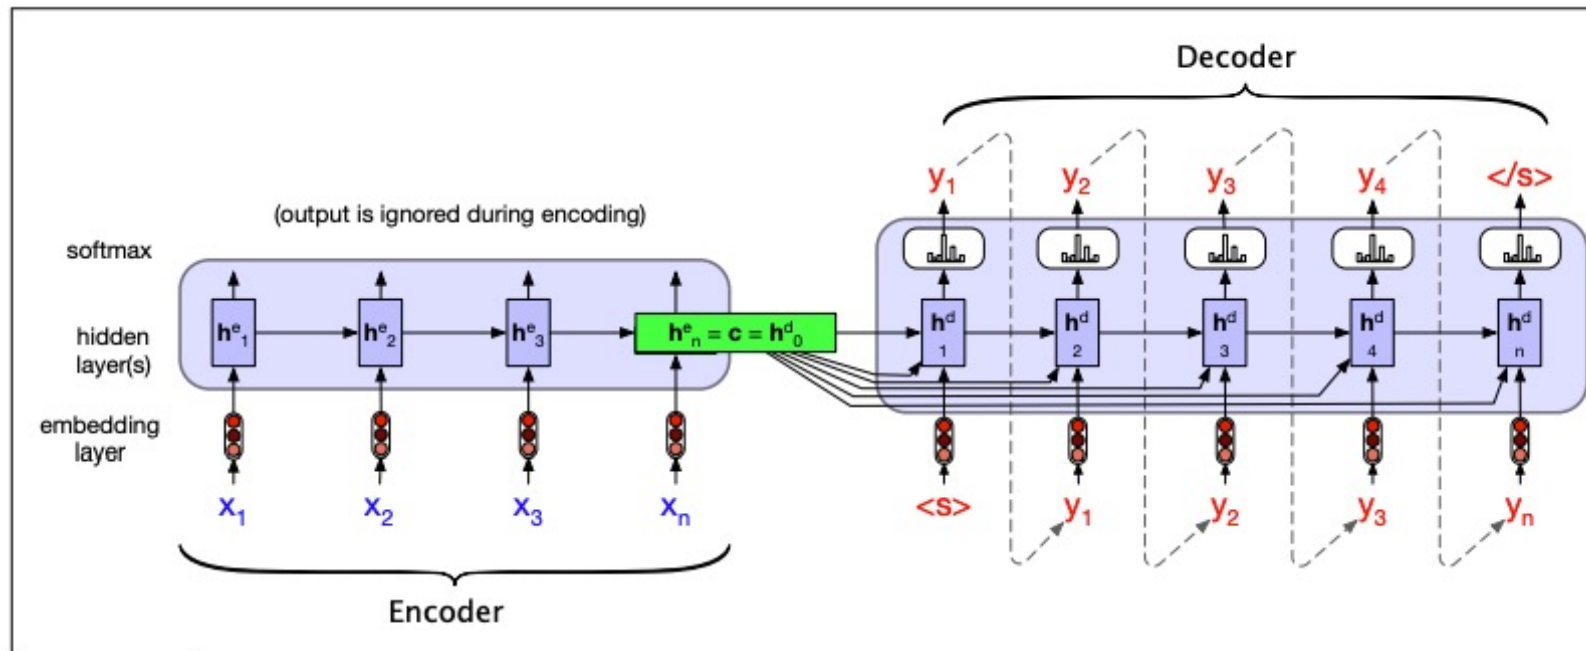 Decoder
y₁ y₂ y₃ y₄ </s>
(output is ignored during encoding)
softmax
hidden
layer(s)
hᵉ₁ hᵉ₂ hᵉ₃ hᵉₙ = c = hᵈ₀ hᵈ₁ hᵈ₂ hᵈ₃ hᵈ₄ hᵈₙ
embedding
layer
x₁ x₂ x₃ xₙ <s> y₁ y₂ y₃ yₙ
Encoder